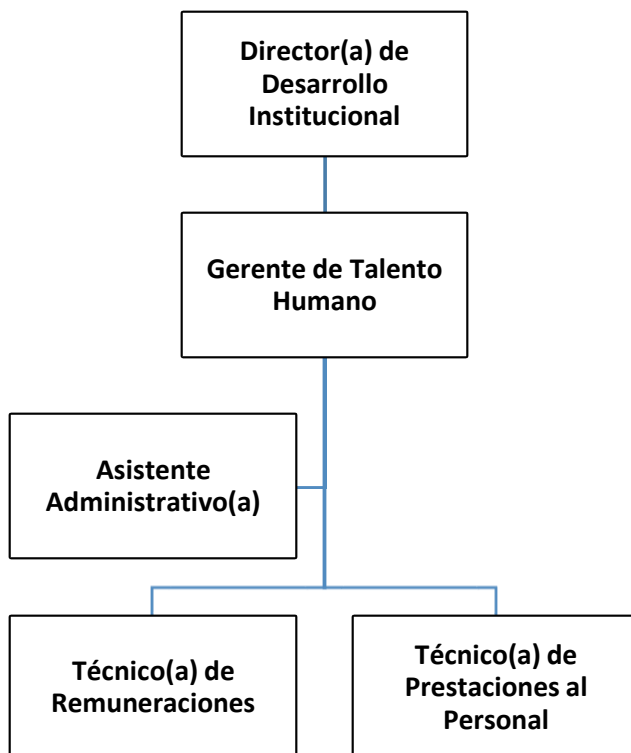 Director(a) de
Desarrollo
Institucional
Gerente de Talento
Humano
Asistente
Administrativo(a)
Técnico(a) de
Remuneraciones
Técnico(a) de
Prestaciones al
Personal